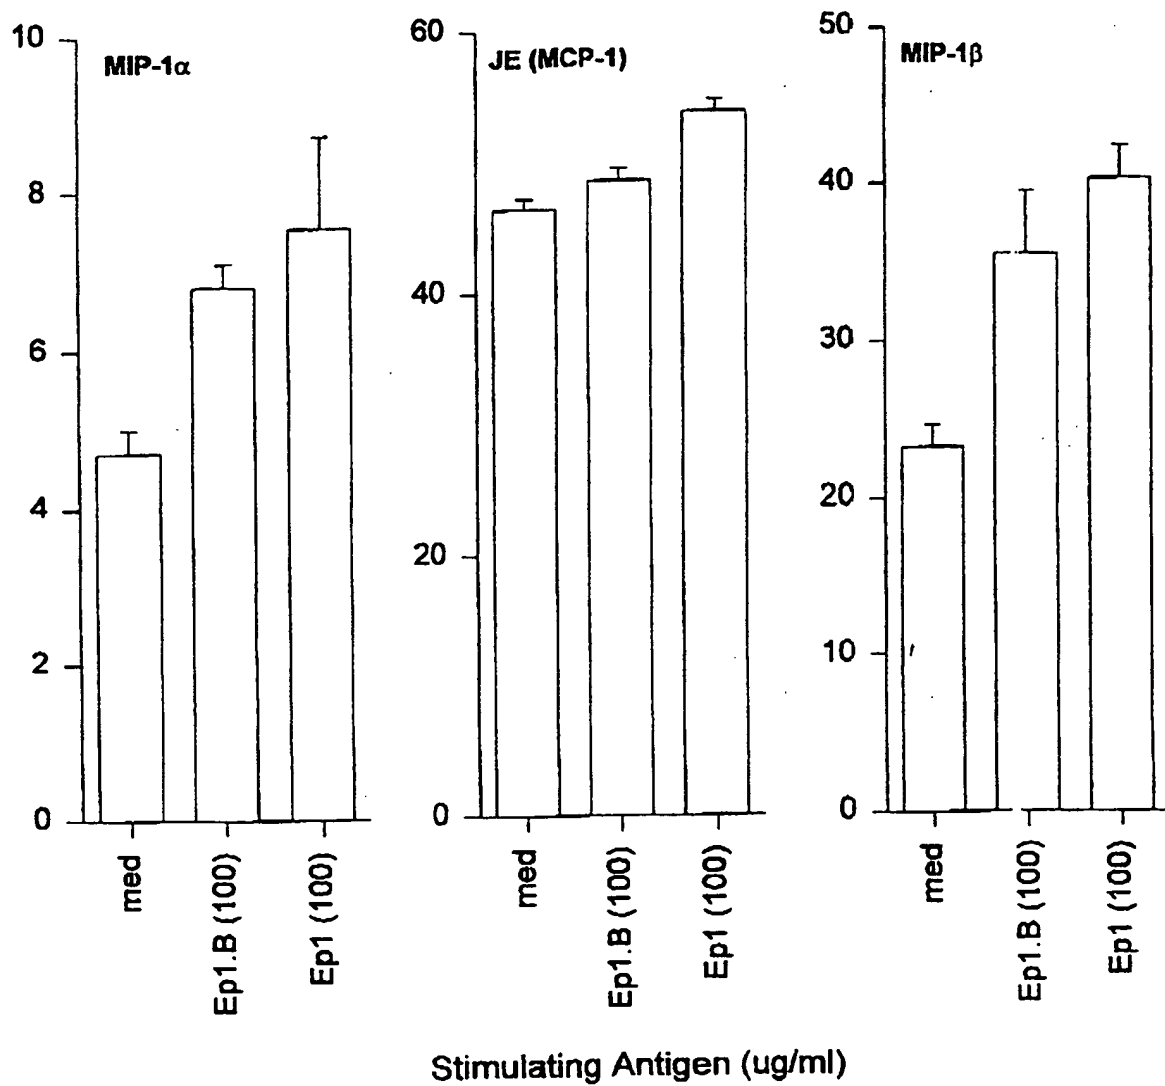 MIP-1α
10
8
6
4
2
0
med
Ep1.B (100)
Ep1 (100)
JE (MCP-1)
60
40
20
0
med
Ep1.B (100)
Ep1 (100)
MIP-1β
50
40
30
20
10
0
med
Ep1.B (100)
Ep1 (100)
Stimulating Antigen (ug/ml)